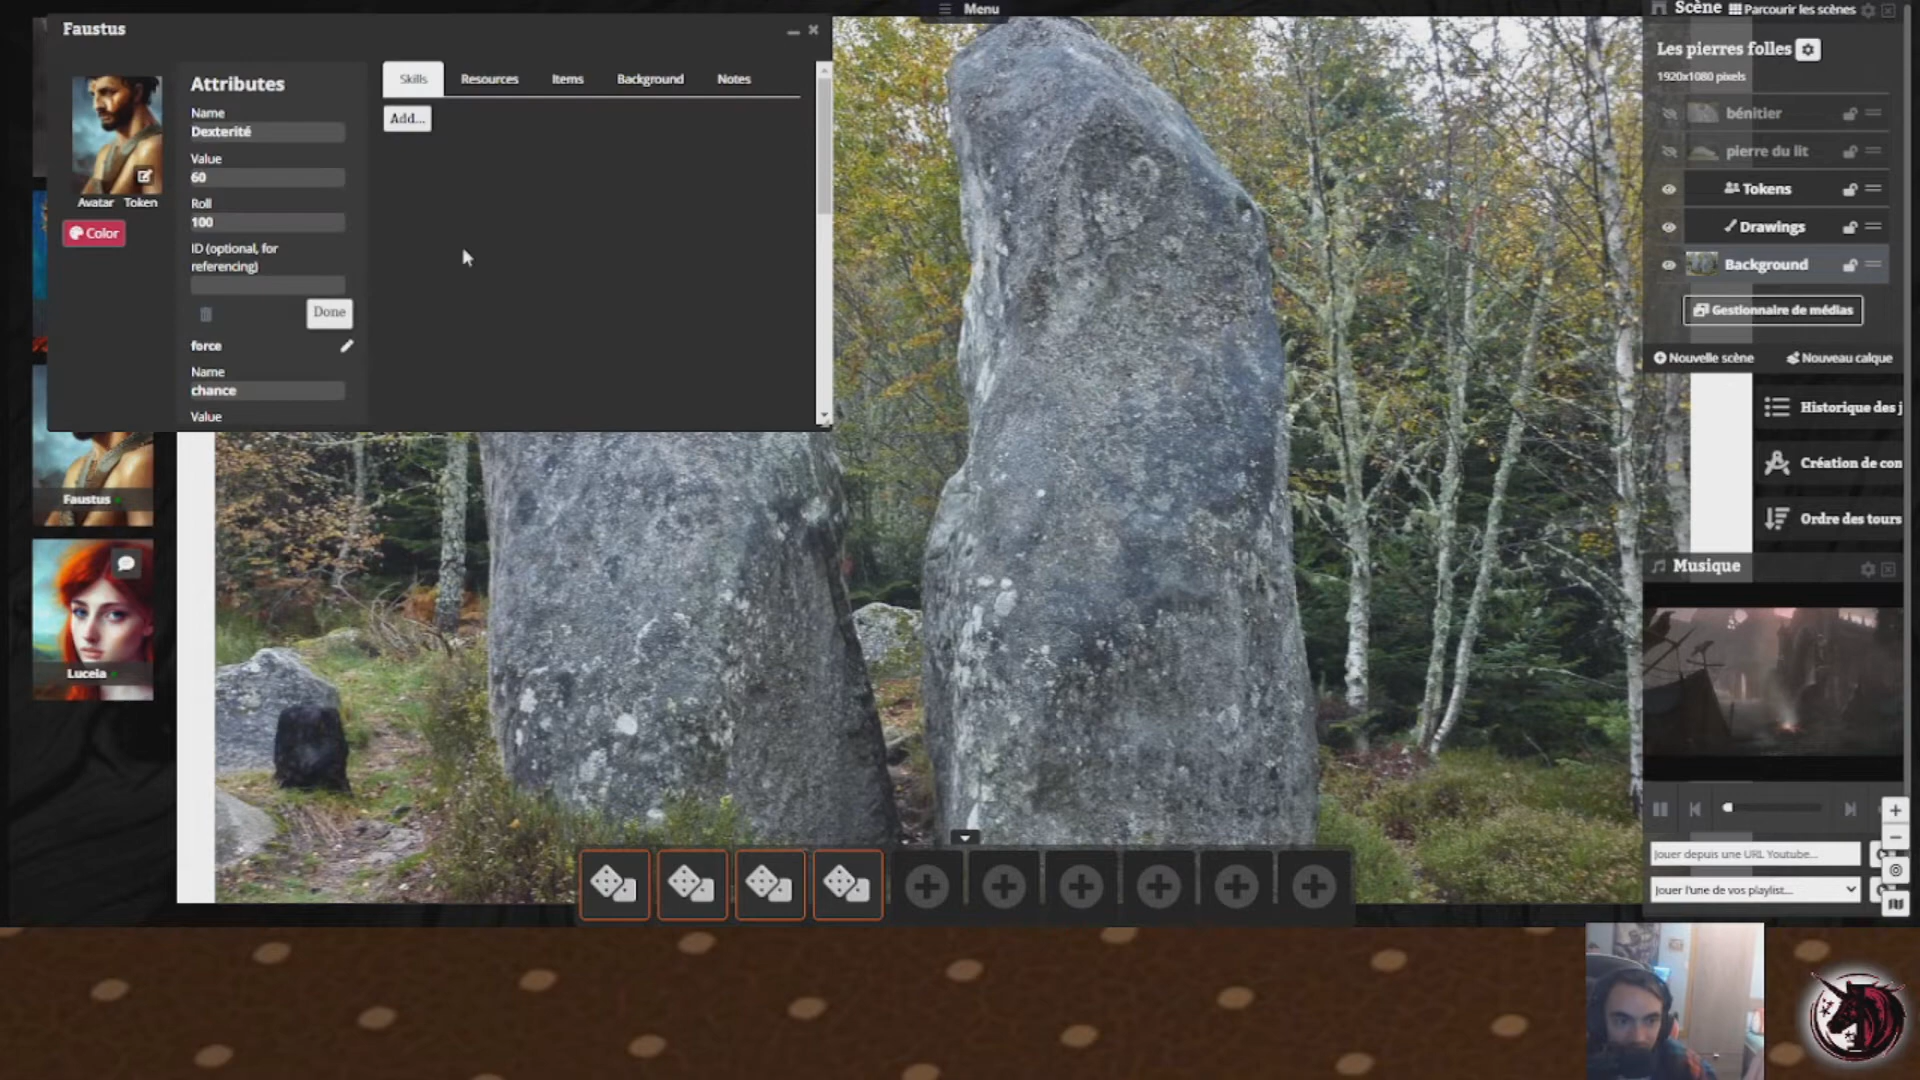 Faustus
Avatar
Token
Color
Attributes
Name
Dexterité
Value
60
Roll
100
ID (optional, for
referencing)
Done
force
Name
chance
Value
Skills
Resources
Items
Background
Notes
Add...
Faustus
Luceia
Menu
Scène
Parcourir les scènes
Les pierres folles
1920x1080 pixels
bénitier
pierre du lit
Tokens
Drawings
Background
Gestionnaire de médias
Nouvelle scène
Nouveau calque
Historique des j
Création de con
Ordre des tours
Musique
Jouer depuis une URL Youtube...
Jouer l'une de vos playlist...